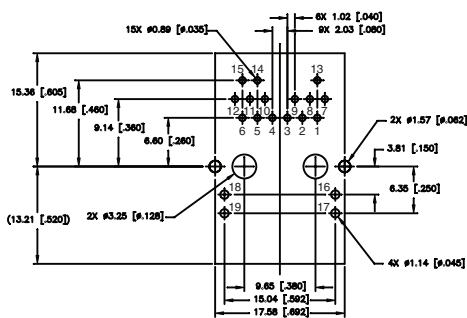 6X 1.02 [.040]
15X ø0.89 [ø.035]
9X 2.03 [.080]
15 14 13
15.36 [.605]
11.68 [.460]
9.14 [.360]
12 11 10 9 8 7
6.60 [.260]
6 5 4 3 2 1
2X ø1.57 [ø.062]
3.81 [.150]
6.35 [.250]
(13.21 [.520])
2X ø3.25 [ø.128]
18 16
19 17
4X ø1.14 [ø.045]
9.65 [.380]
15.04 [.592]
17.58 [.692]